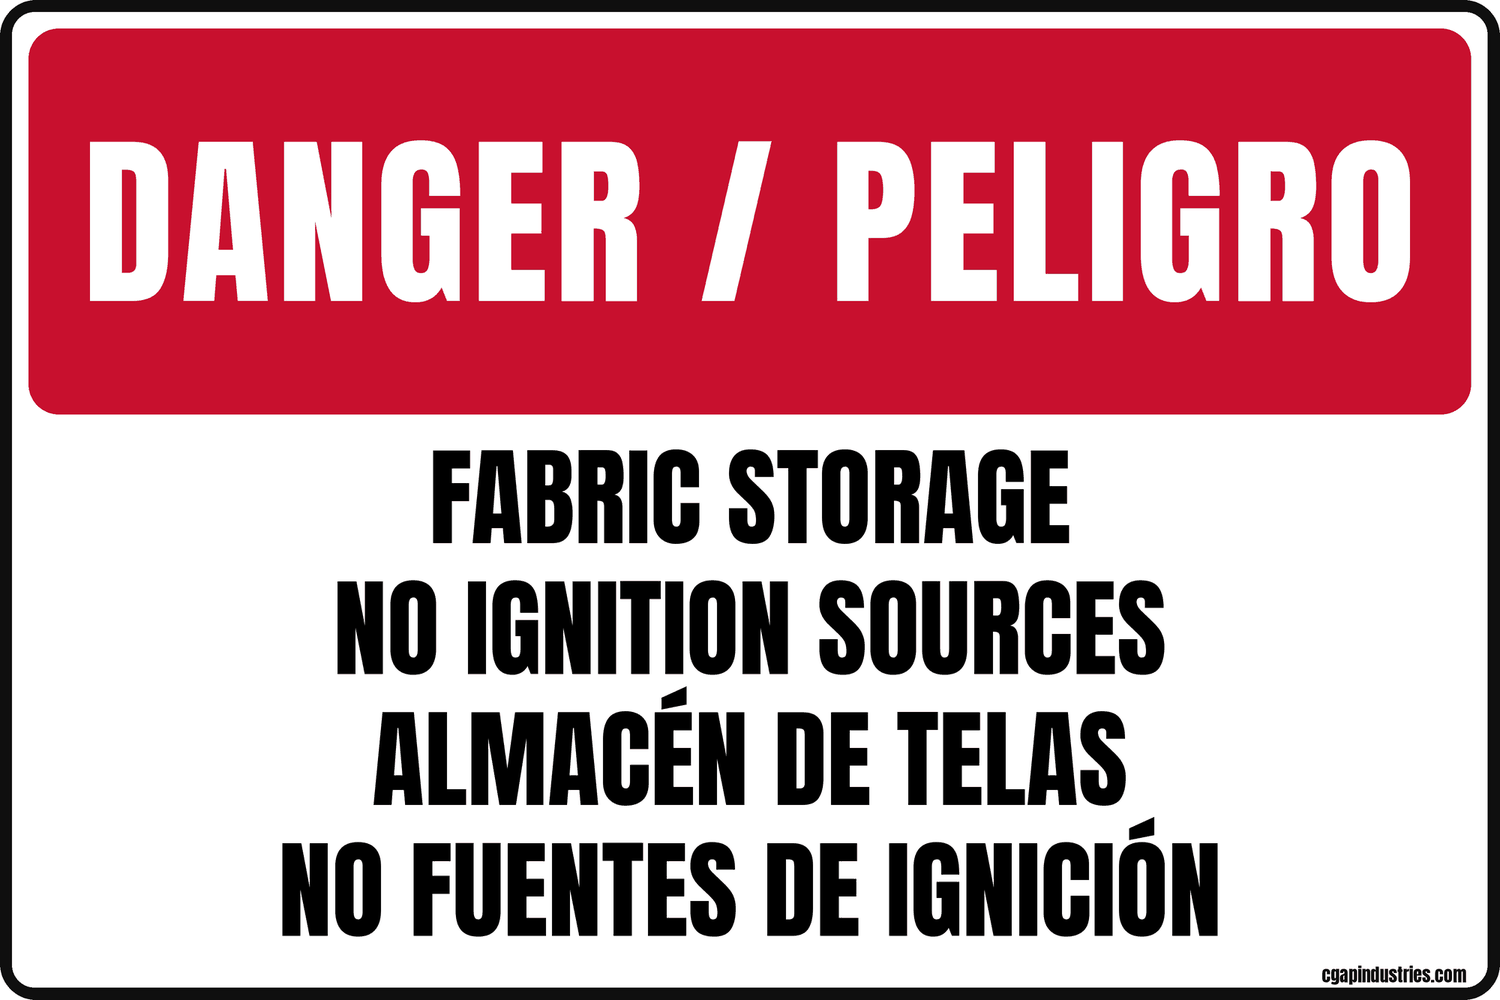 DANGER / PELIGRO
FABRIC STORAGE
NO IGNITION SOURCES
ALMACÉN DE TELAS
NO FUENTES DE IGNICIÓN
cgapindustries.com